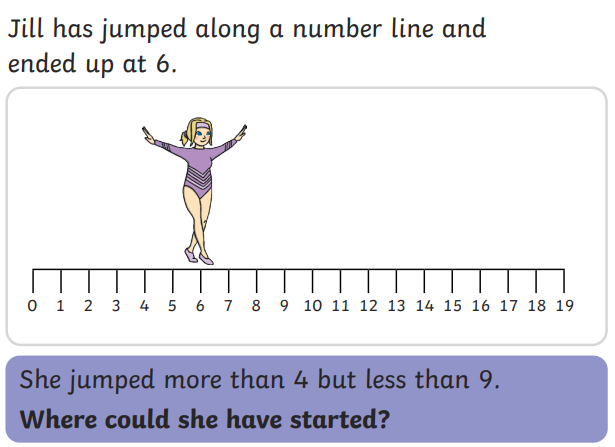 Jill has jumped along a number line and
ended up at 6.
0 1 2 3 4 5 6 7 8 9 10 11 12 13 14 15 16 17 18 19
She jumped more than 4 but less than 9.
Where could she have started?